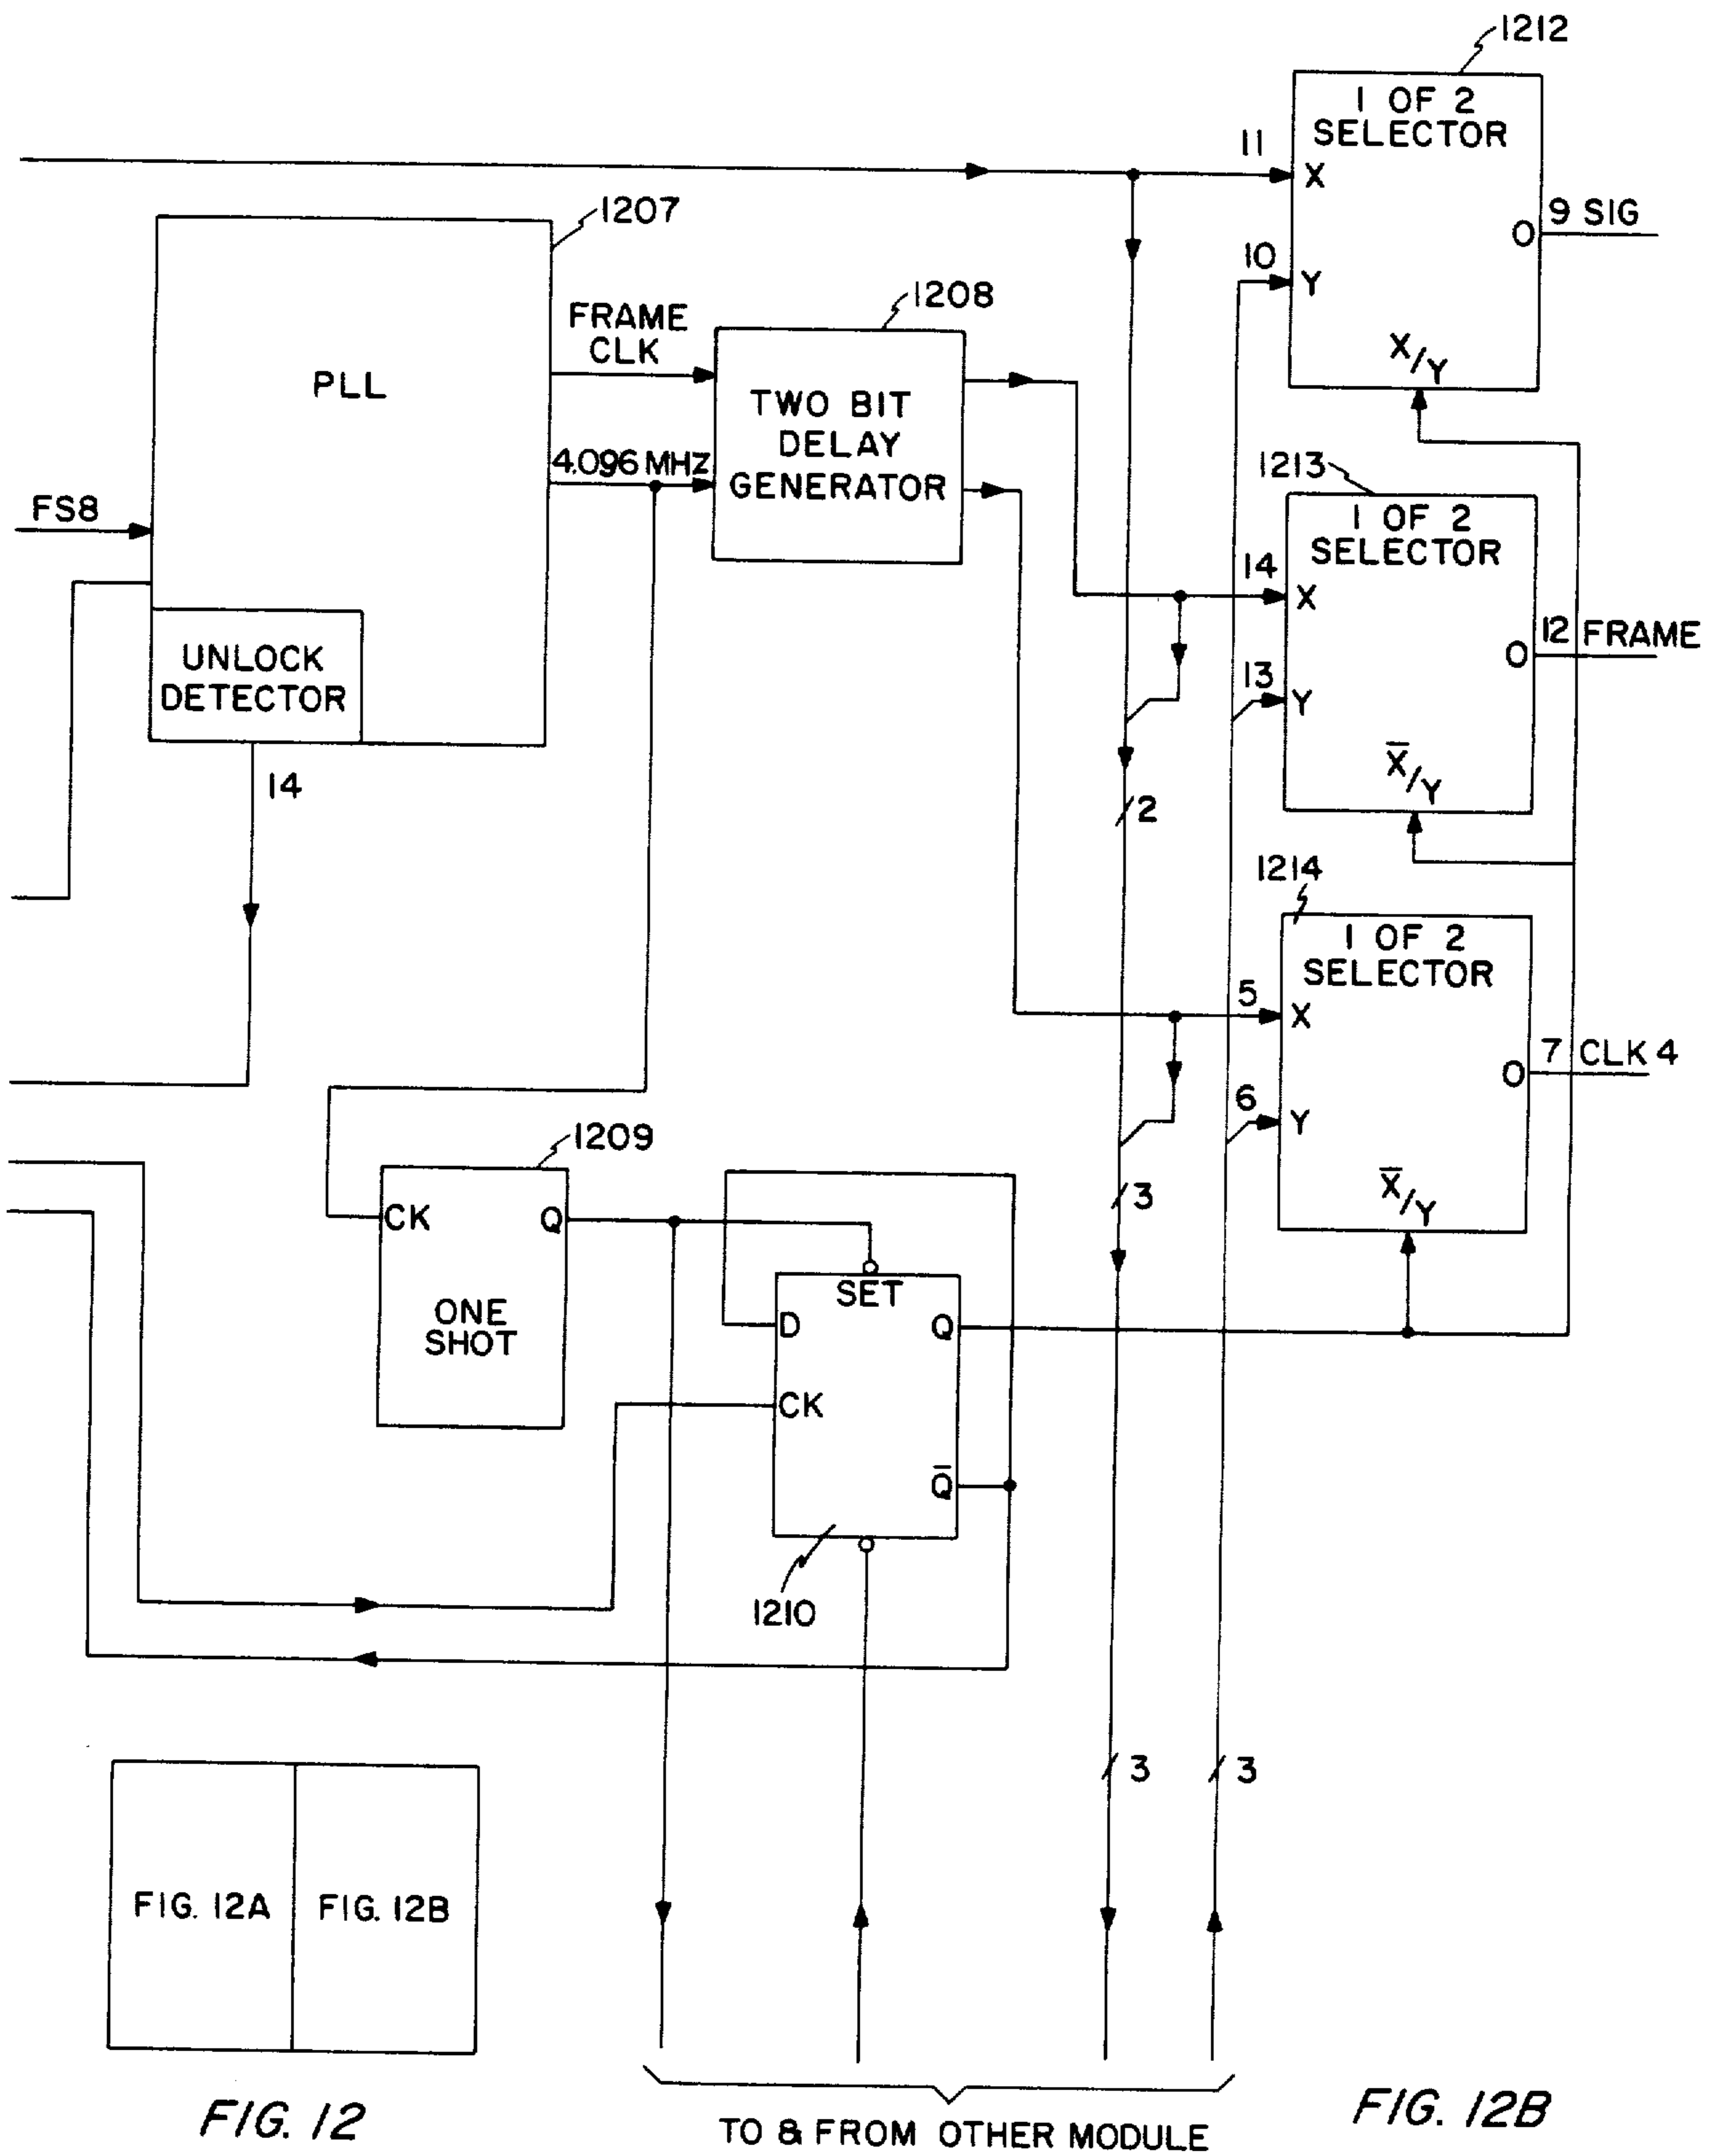 1212
1 OF 2
SELECTOR
11
X
10
Y
O
9 SIG
X/Y
1207
PLL
FRAME
CLK
4.096 MHZ
FS8
UNLOCK
DETECTOR
14
1208
TWO BIT
DELAY
GENERATOR
1213
1 OF 2
SELECTOR
14
X
13
Y
O
12 FRAME
X̅/Y
2
1214
1 OF 2
SELECTOR
5
X
6
Y
O
7 CLK 4
X̅/Y
3
1209
CK
Q
ONE
SHOT
SET
D
Q
CK
Q̅
1210
3
3
FIG. 12A
FIG. 12B
FIG. 12
TO & FROM OTHER MODULE
FIG. 12B